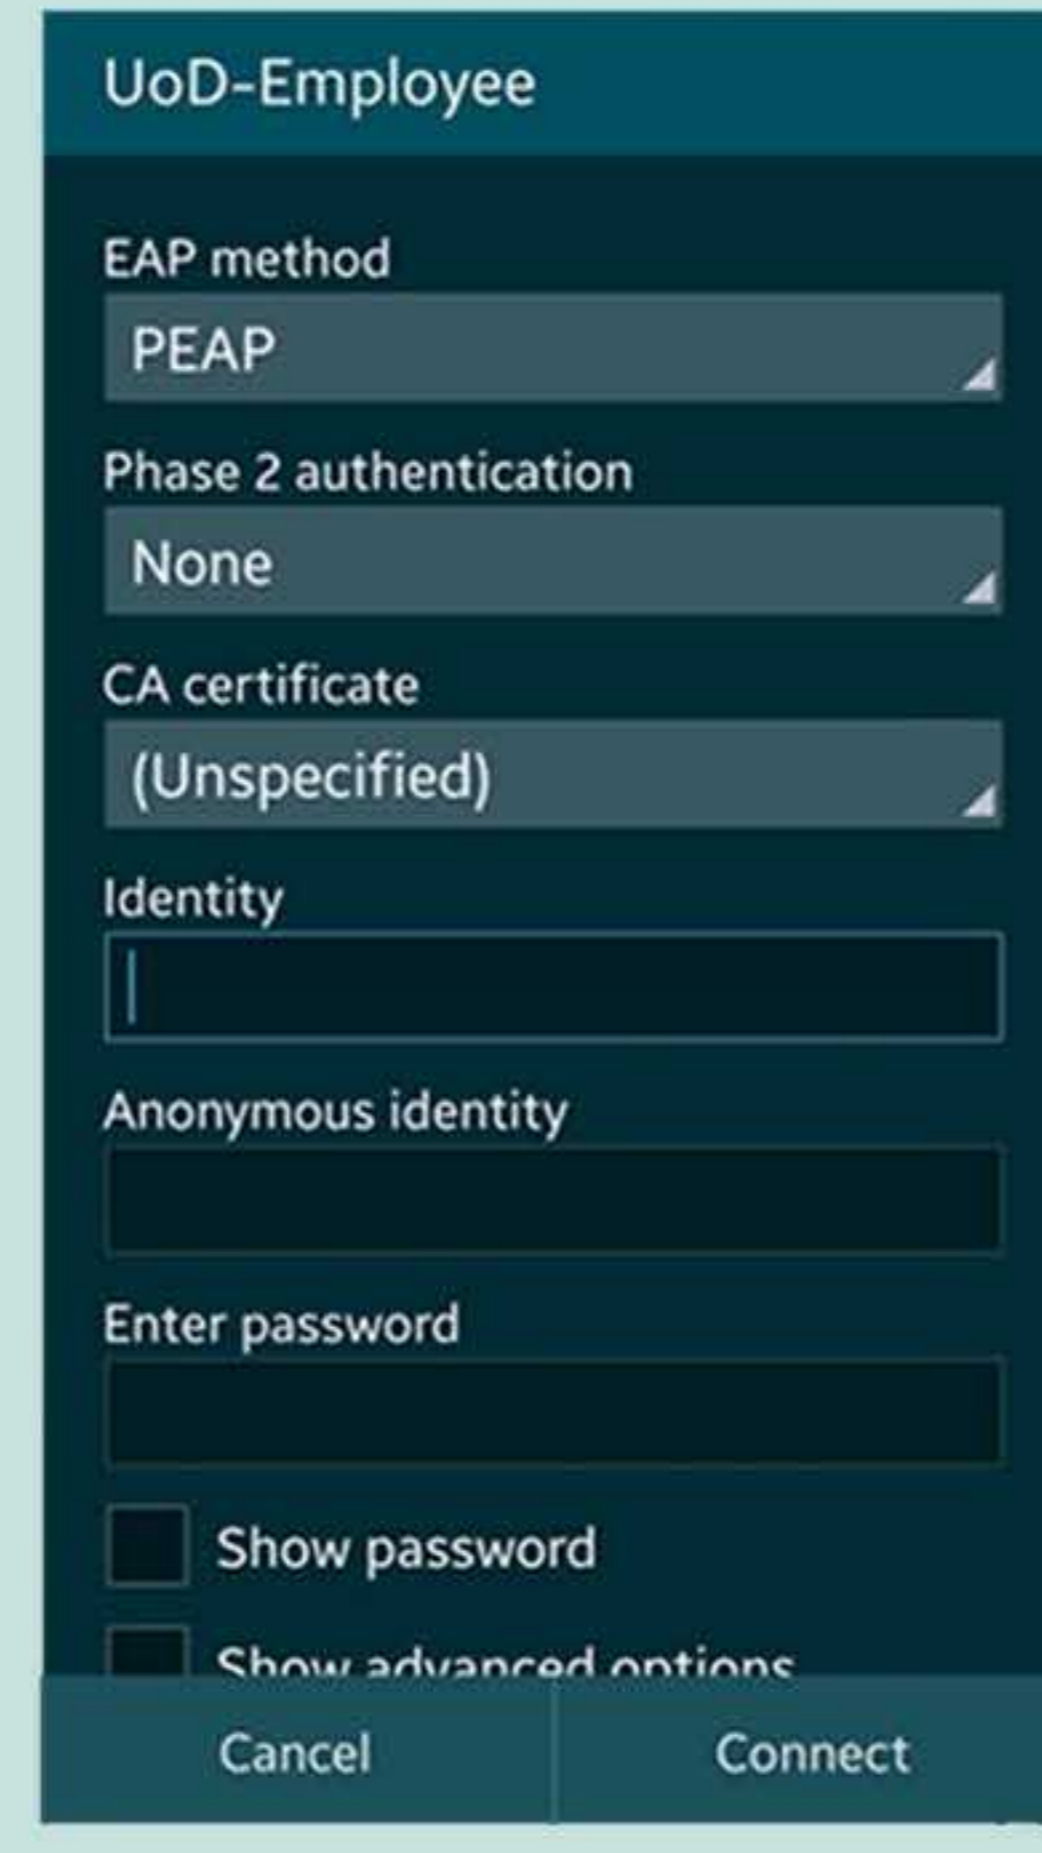 UoD-Employee
EAP method
PEAP
Phase 2 authentication
None
CA certificate
(Unspecified)
Identity
Anonymous identity
Enter password
Show password
Show advanced options
Cancel
Connect